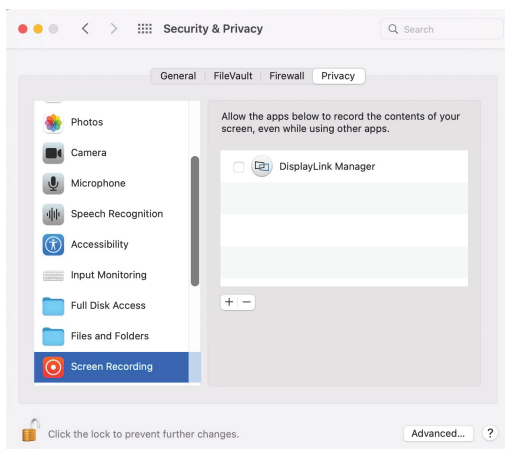 Security & Privacy
Search
General
FileVault
Firewall
Privacy
Photos
Camera
Microphone
Speech Recognition
Accessibility
Input Monitoring
Full Disk Access
Files and Folders
Screen Recording
Allow the apps below to record the contents of your
screen, even while using other apps.
DisplayLink Manager
+ −
Click the lock to prevent further changes.
Advanced...
?